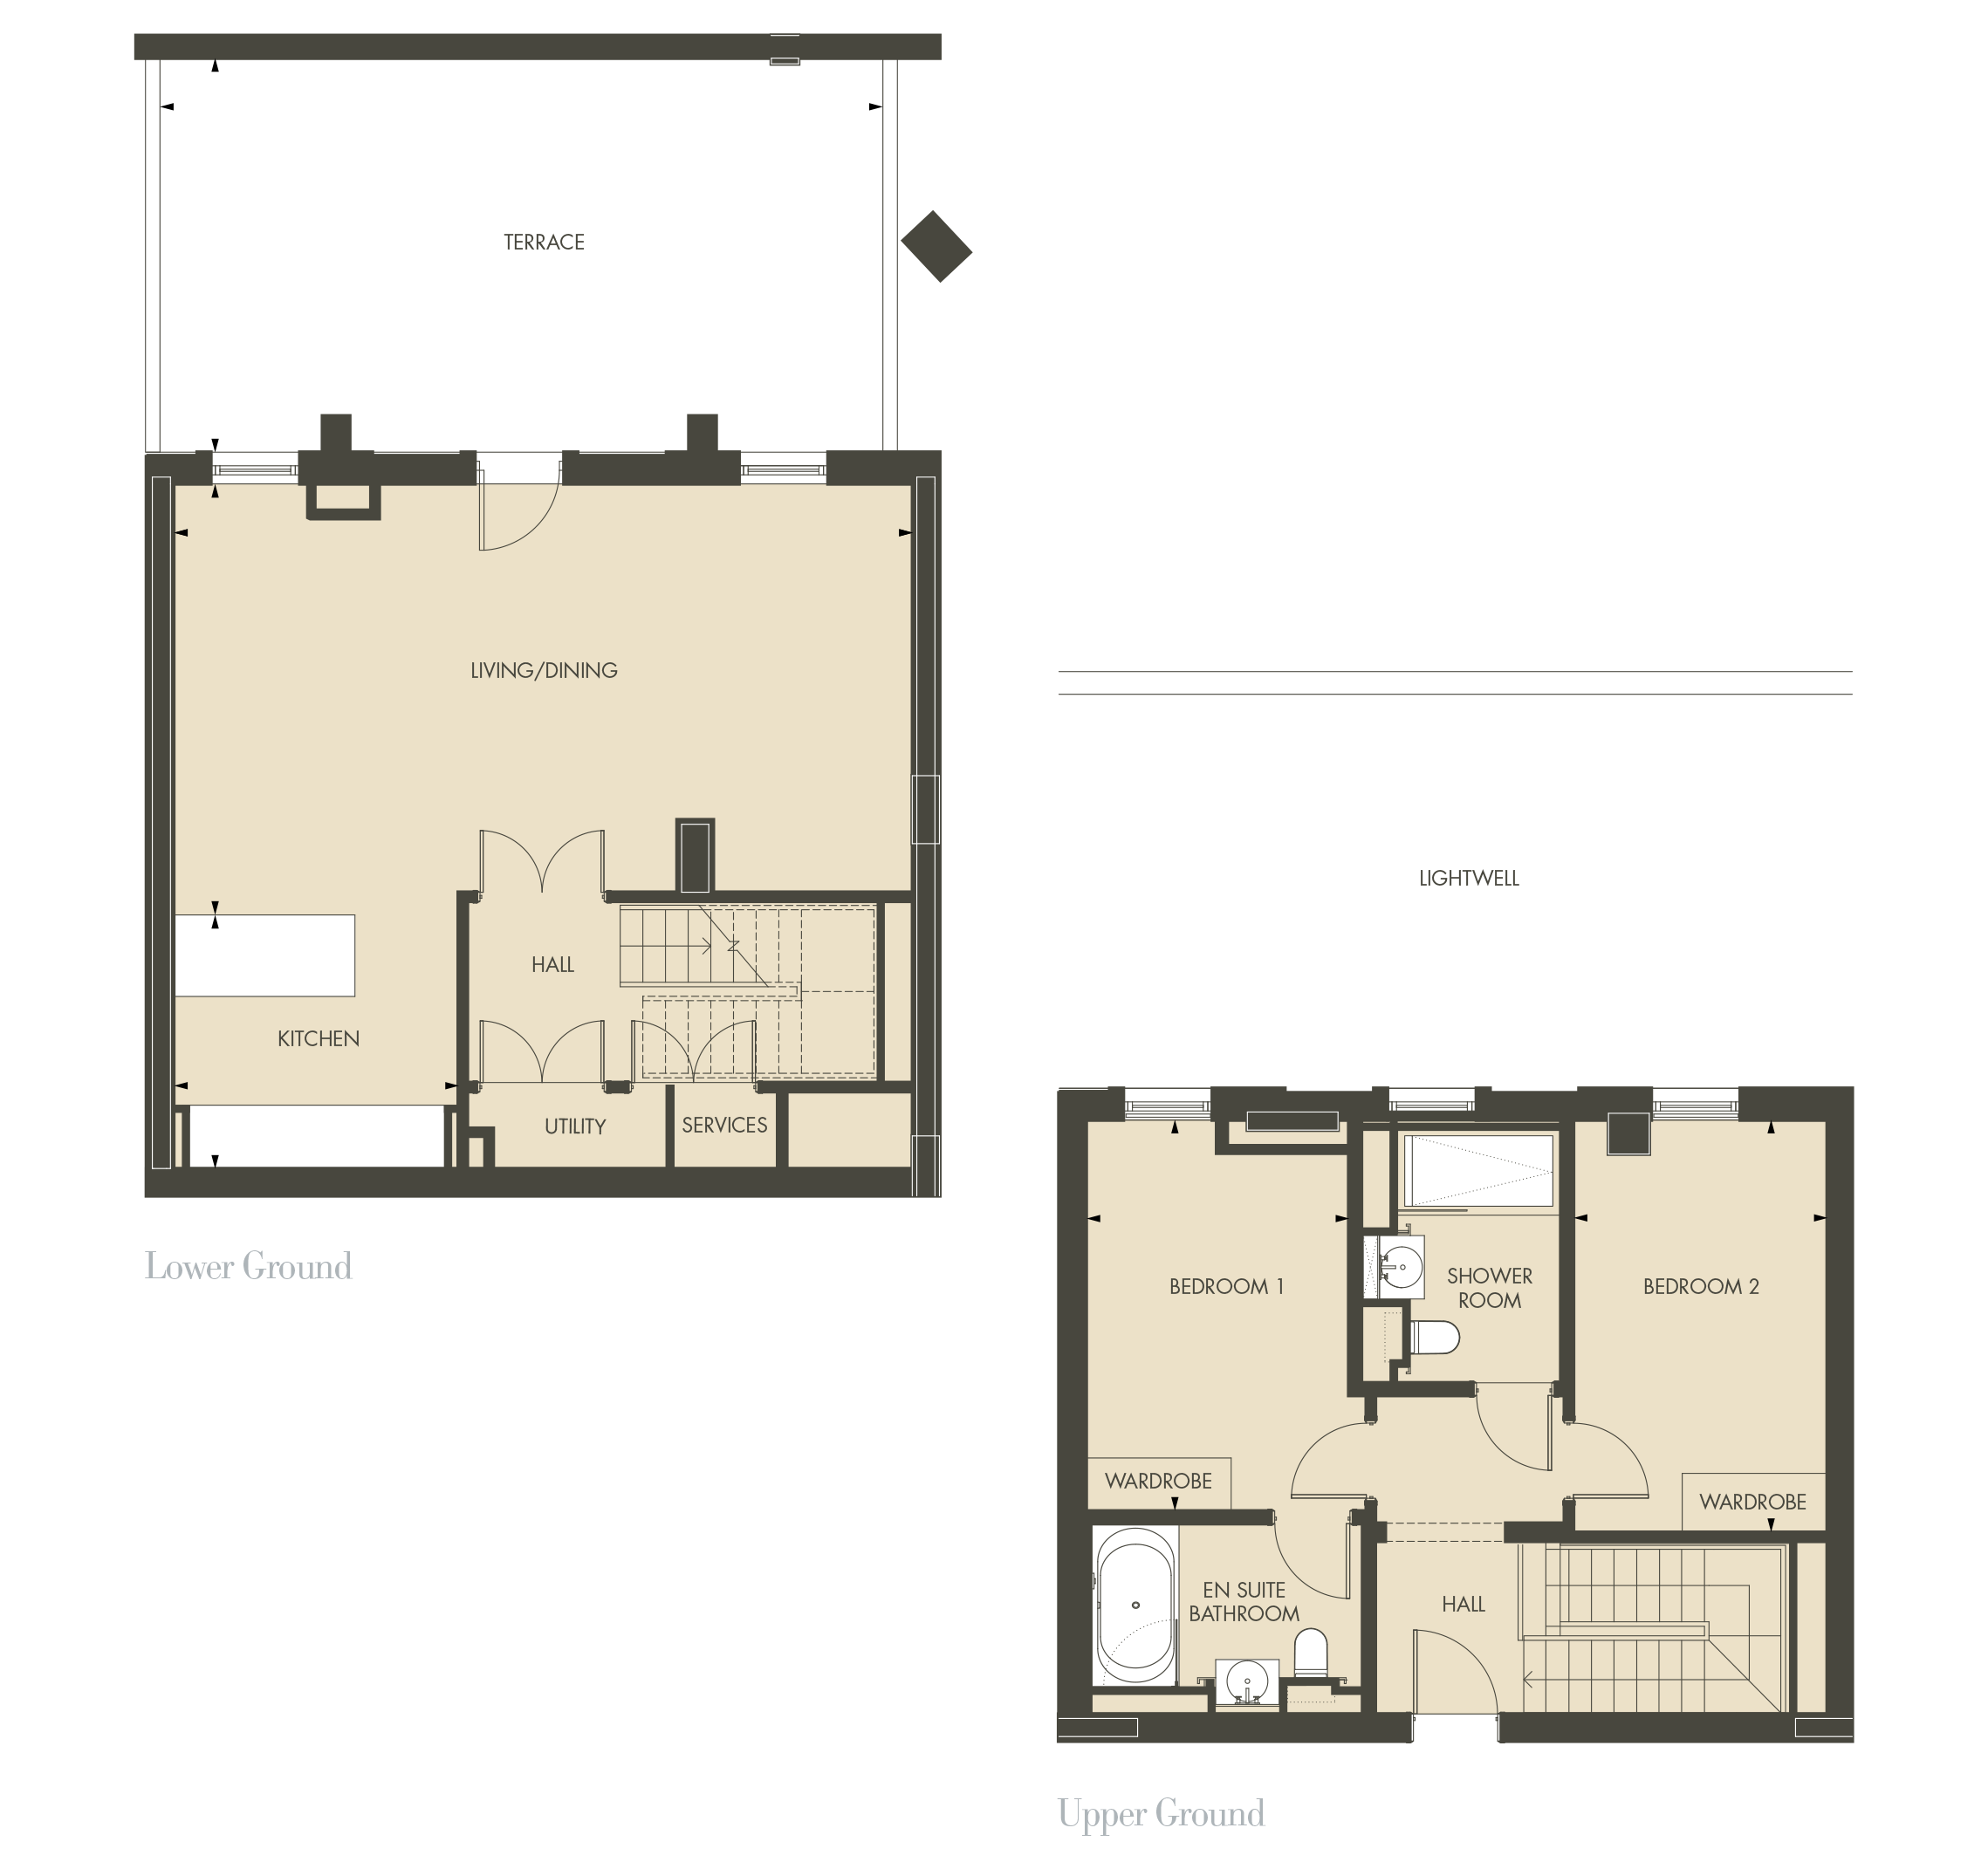 TERRACE
LIVING/DINING
HALL
KITCHEN
UTILITY
SERVICES
Lower Ground
LIGHTWELL
BEDROOM 1
SHOWER
ROOM
BEDROOM 2
WARDROBE
WARDROBE
EN SUITE
BATHROOM
HALL
Upper Ground